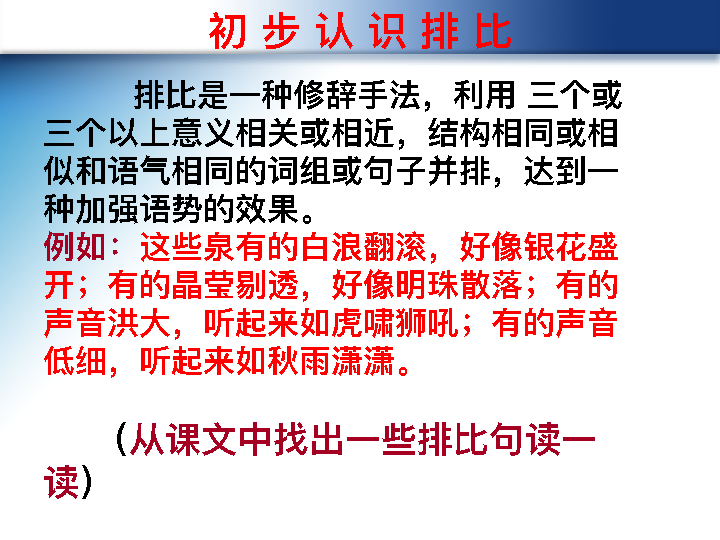 初步认识排比
排比是一种修辞手法，利用 三个或
三个以上意义相关或相近，结构相同或相
似和语气相同的词组或句子并排，达到一
种加强语势的效果。
例如：这些泉有的白浪翻滚，好像银花盛
开；有的晶莹剔透，好像明珠散落；有的
声音洪大，听起来如虎啸狮吼；有的声音
低细，听起来如秋雨潇潇。
（从课文中找出一些排比句读一
读）